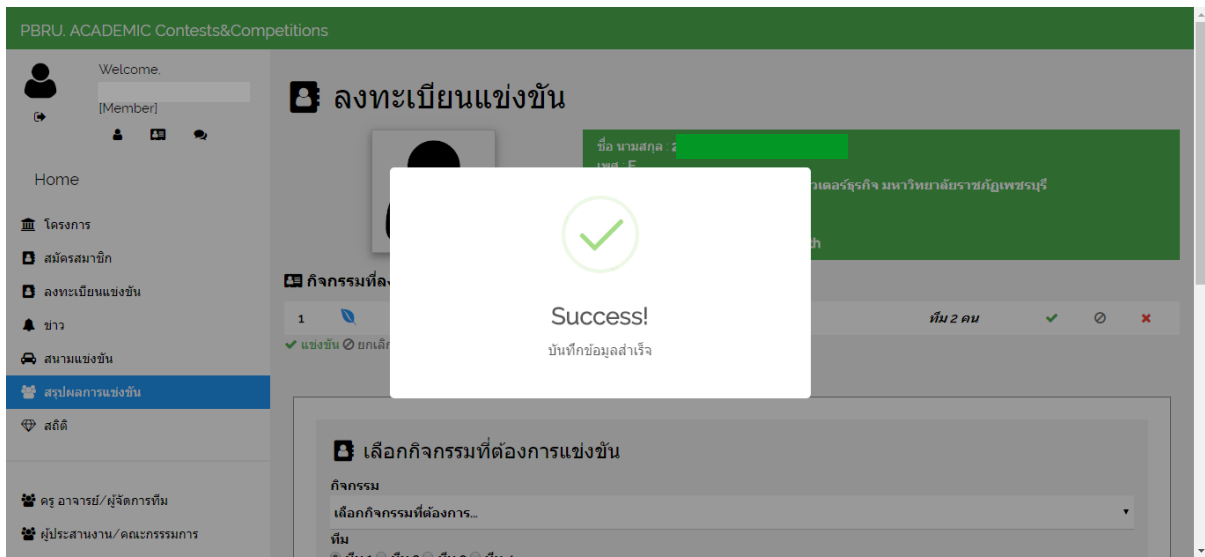 PBRU. ACADEMIC Contests&Competitions
Welcome,
[Member]
Home
โครงการ
สมัครสมาชิก
ลงทะเบียนแข่งขัน
ข่าว
สนามแข่งขัน
สรุปผลการแข่งขัน
สถิติ
ครู อาจารย์/ผู้จัดการทีม
ผู้ประสานงาน/คณะกรรรมการ
ลงทะเบียนแข่งขัน
ชื่อ นามสกุล : 2
เพศ : F
วเตอร์ธุรกิจ มหาวิทยาลัยราชภัฏเพชรบุรี
th
กิจกรรมที่ล
1 ทีม 2 คน
แข่งขัน ยกเลิก
Success!
บันทึกข้อมูลสำเร็จ
เลือกกิจกรรมที่ต้องการแข่งขัน
กิจกรรม
เลือกกิจกรรมที่ต้องการ...
ทีม